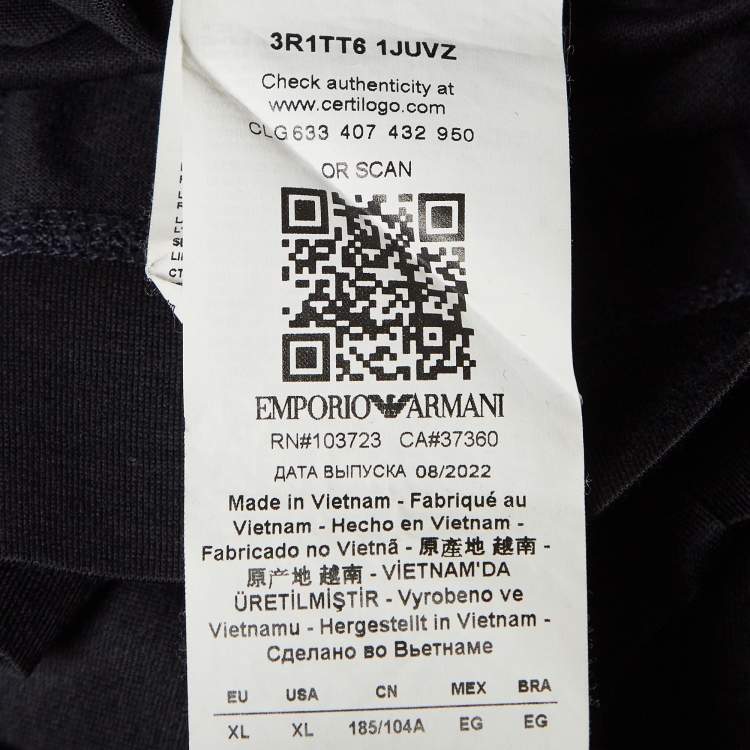 3R1TT6 1JUVZ
Check authenticity at
www.certilogo.com
CLG 633 407 432 950
OR SCAN
EMPORIO ARMANI
RN#103723 CA#37360
ДАТА ВЫПУСКА 08/2022
Made in Vietnam - Fabriqué au
Vietnam - Hecho en Vietnam -
Fabricado no Vietnã - 原產地 越南 -
原产地 越南 - VİETNAM'DA
ÜRETİLMİŞTİR - Vyrobeno ve
Vietnamu - Hergestellt in Vietnam -
Сделано во Вьетнаме
EU USA CN MEX BRA
XL XL 185/104A EG EG